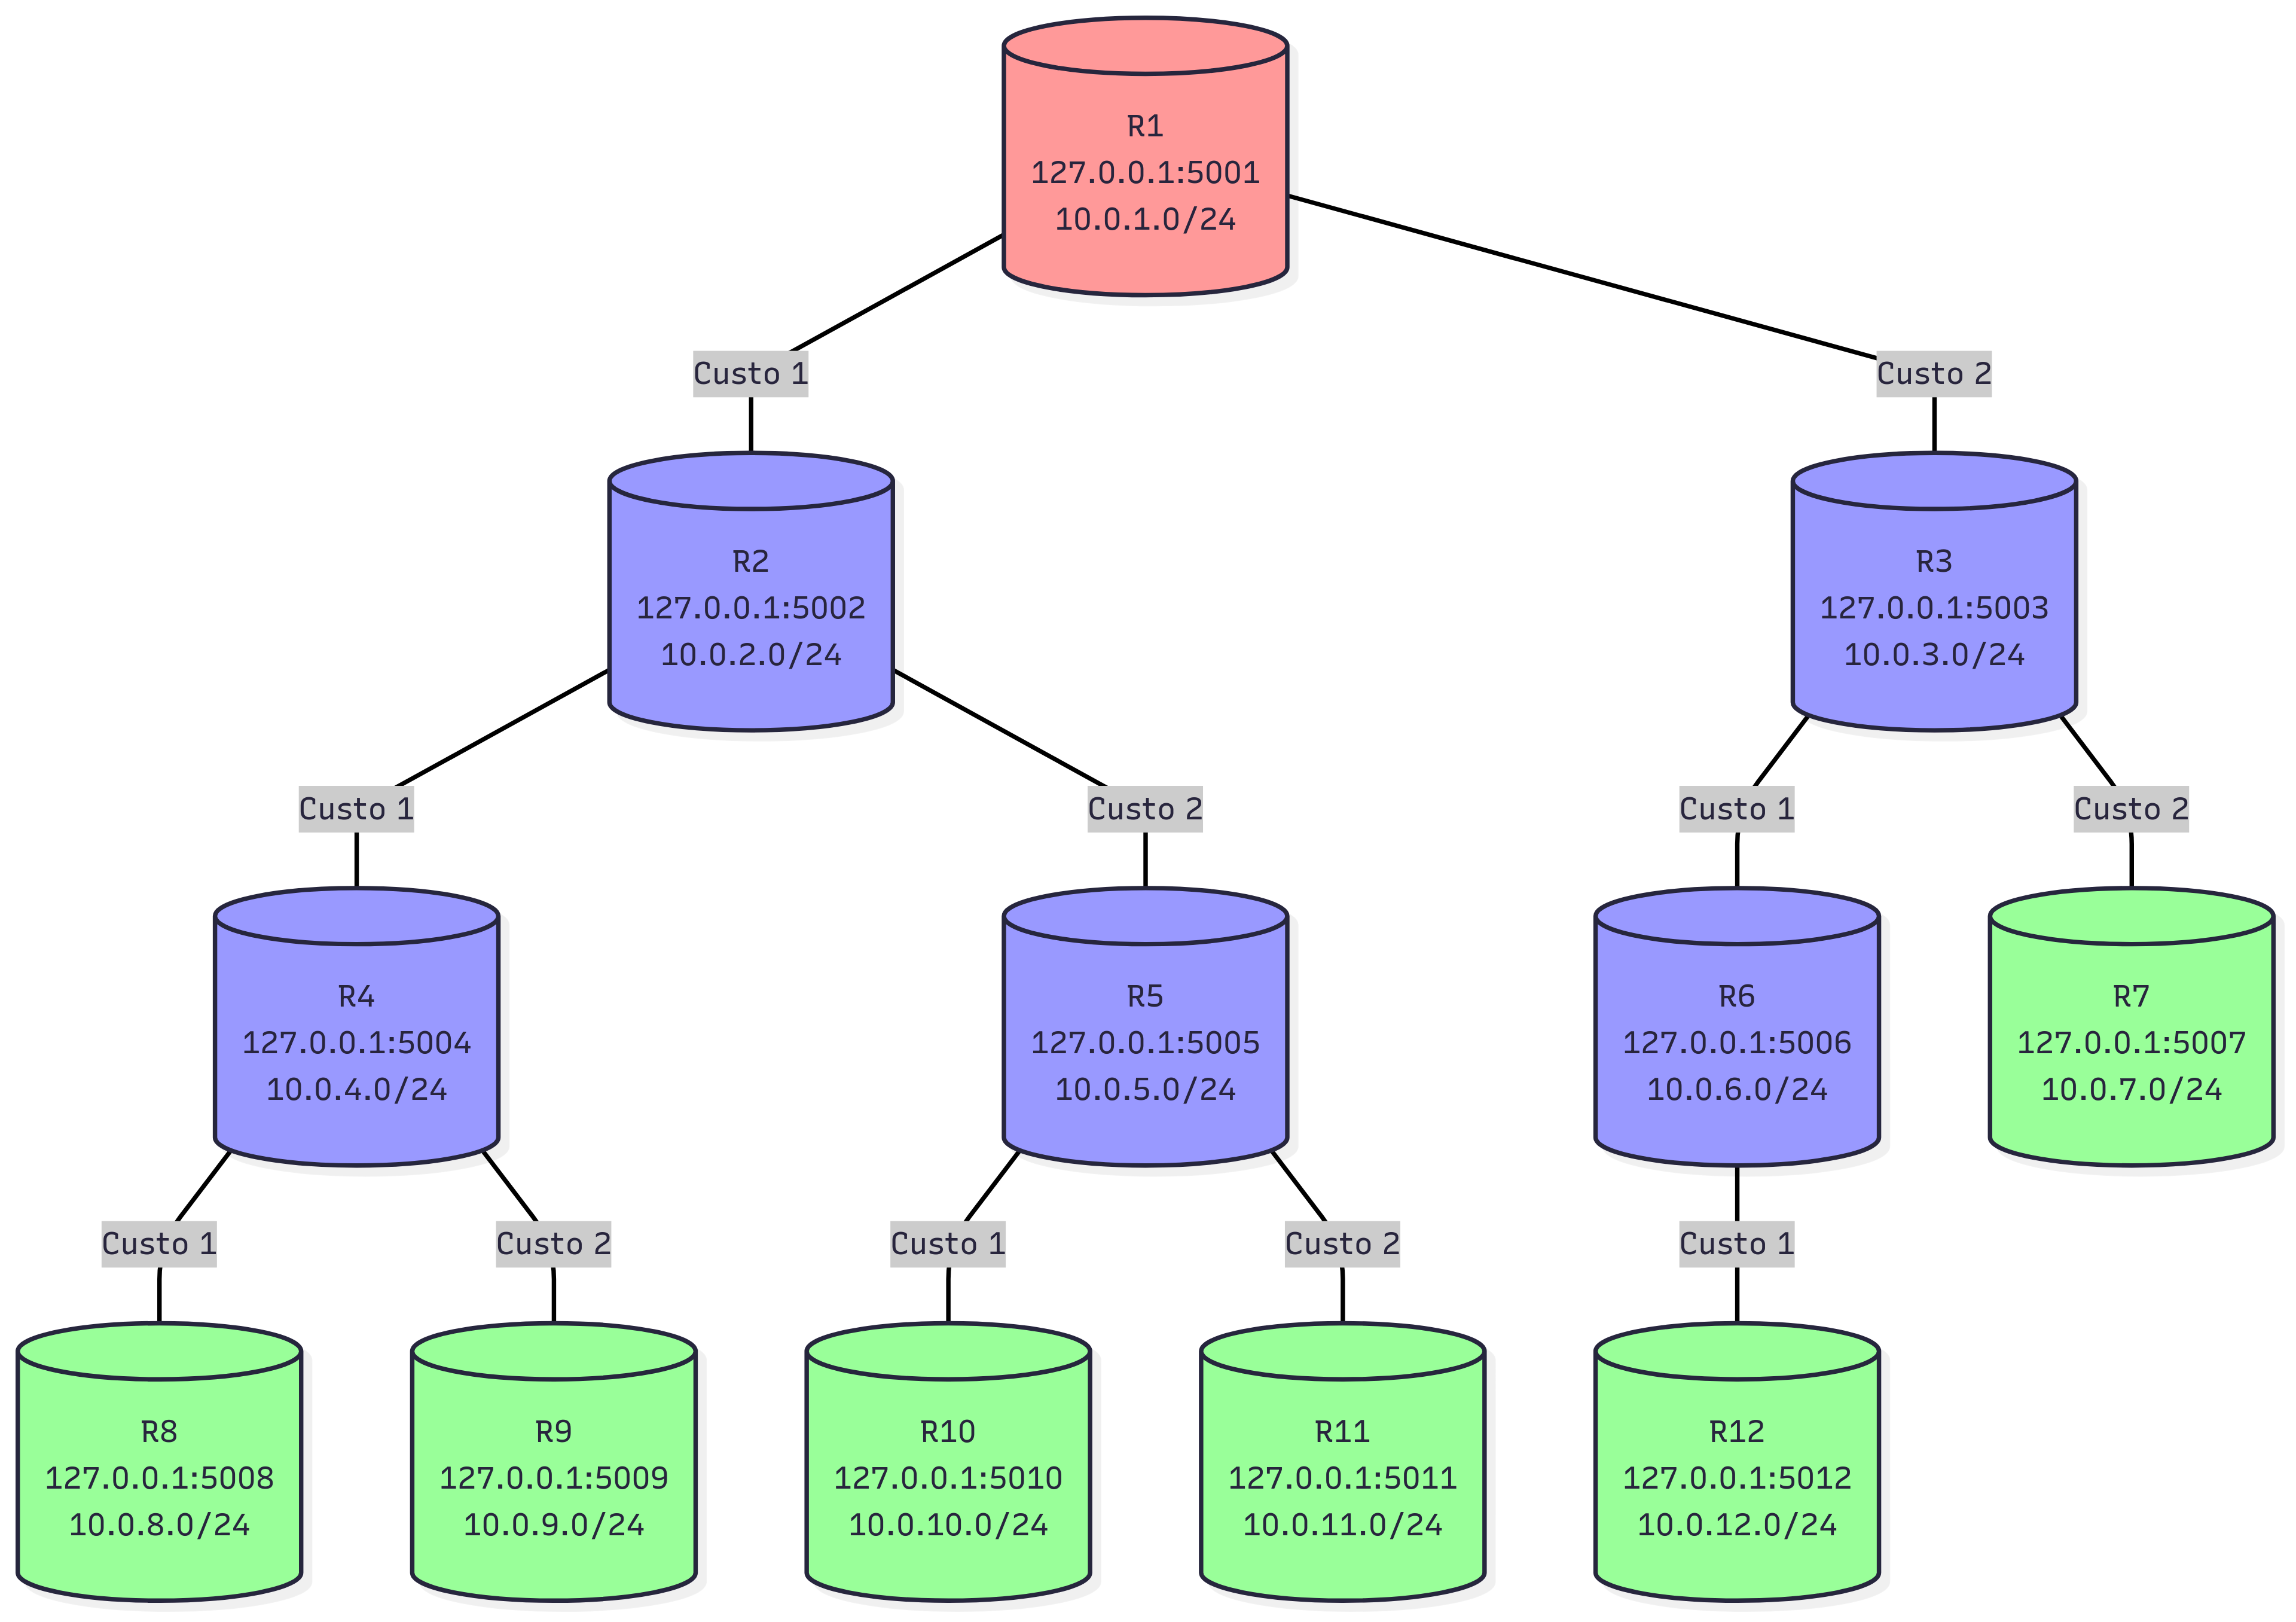 R1
127.0.0.1:5001
10.0.1.0/24
Custo 1
Custo 2
R2
127.0.0.1:5002
10.0.2.0/24
R3
127.0.0.1:5003
10.0.3.0/24
Custo 1
Custo 2
Custo 1
Custo 2
R4
127.0.0.1:5004
10.0.4.0/24
R5
127.0.0.1:5005
10.0.5.0/24
R6
127.0.0.1:5006
10.0.6.0/24
R7
127.0.0.1:5007
10.0.7.0/24
Custo 1
Custo 2
Custo 1
Custo 2
Custo 1
R8
127.0.0.1:5008
10.0.8.0/24
R9
127.0.0.1:5009
10.0.9.0/24
R10
127.0.0.1:5010
10.0.10.0/24
R11
127.0.0.1:5011
10.0.11.0/24
R12
127.0.0.1:5012
10.0.12.0/24